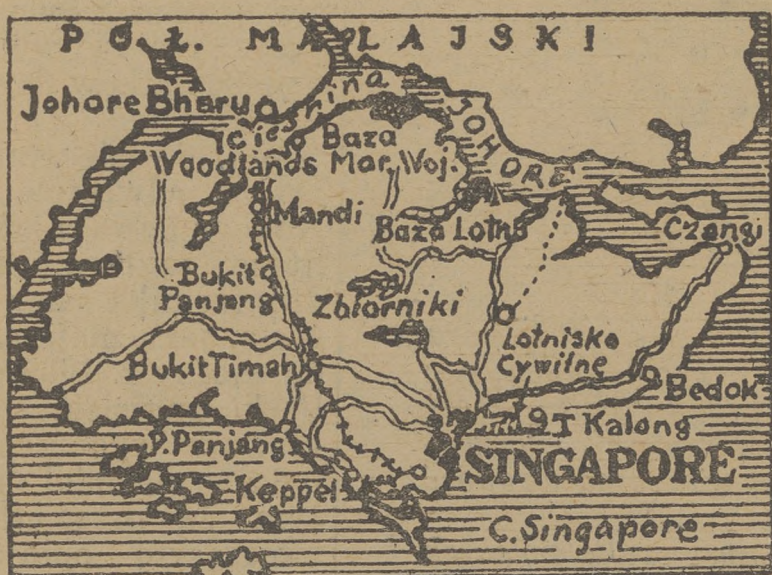 PÓŁ. MALAJSKI
Johore Bharu
Cieśnina
JOHORE
Baza
Woodlands Mar. Woj.
Mandi
Baza Lotn
Czangi
Bukit
Panjang
Zbiorniki
Lotnisko
Cywilne
Bukit Timah
Bedok
T Kalong
P. Panjang
SINGAPORE
Keppel
C. Singapore